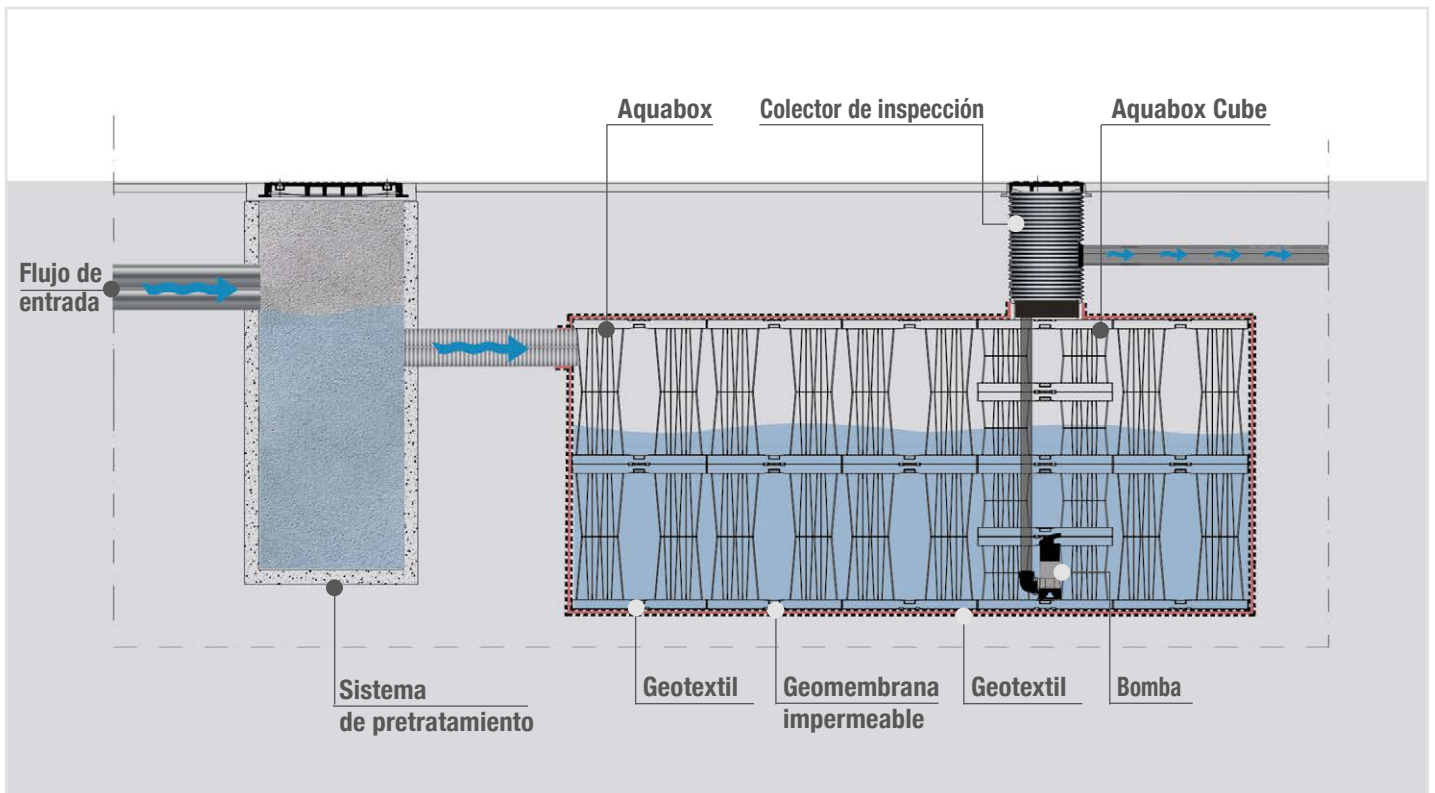 Aquabox
Colector de inspección
Aquabox Cube
Flujo de
entrada
Sistema
de pretratamiento
Geotextil
Geomembrana
impermeable
Geotextil
Bomba